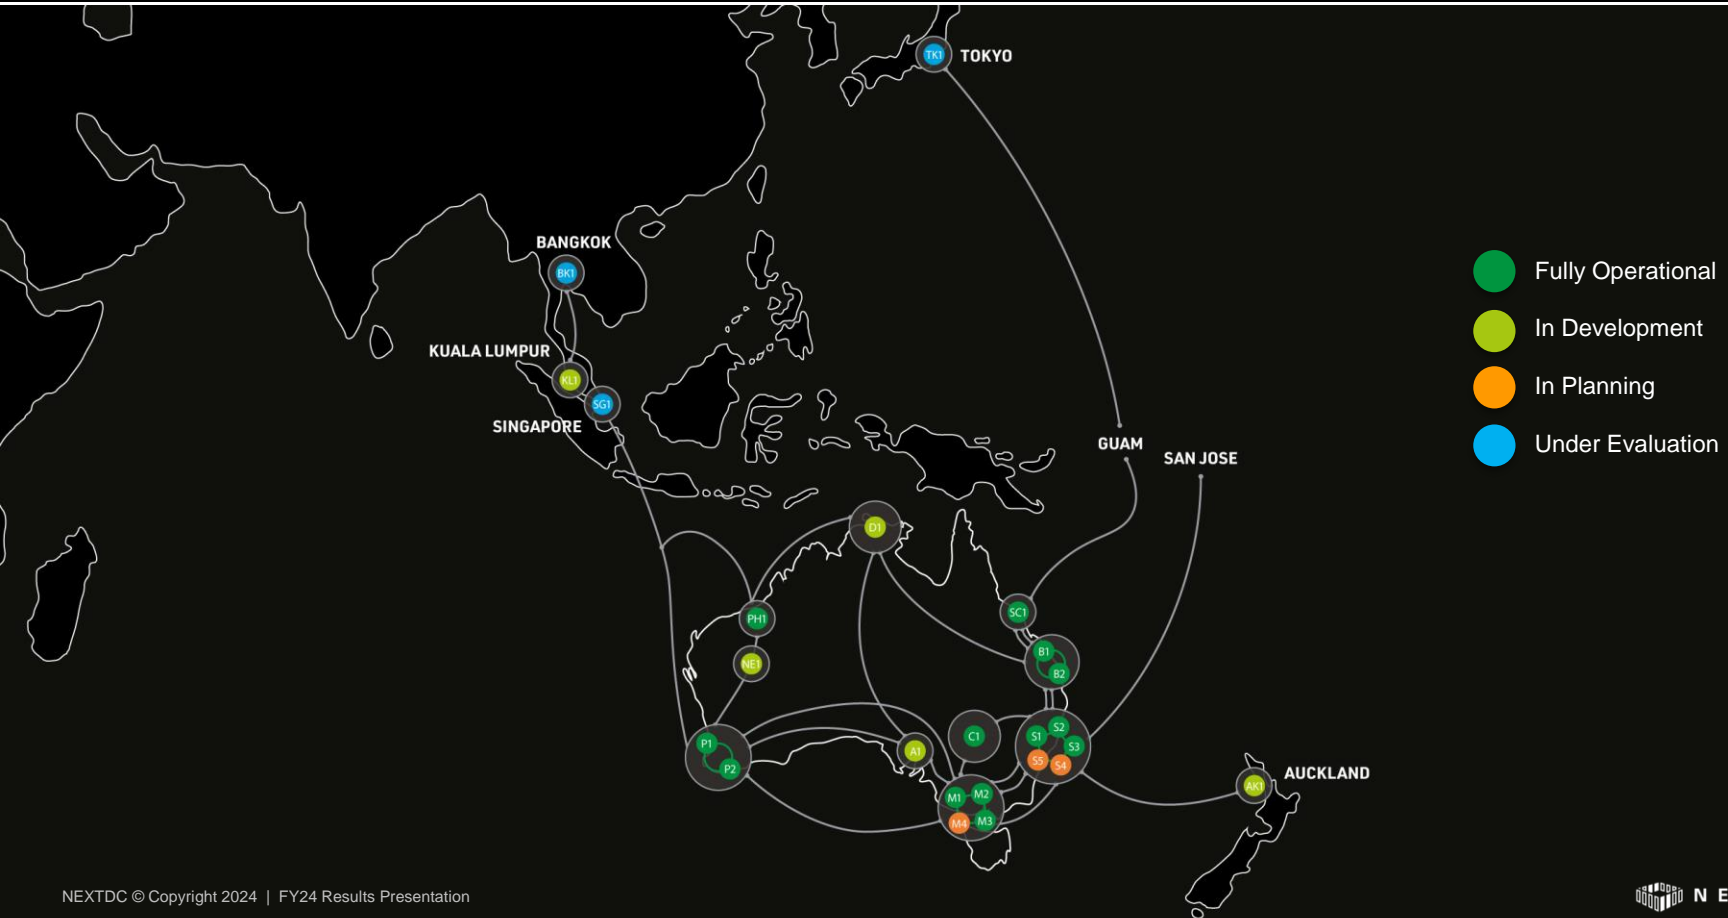 TK1 TOKYO
BANGKOK
BK1
Fully Operational
In Development
KUALA LUMPUR
KL1
In Planning
SG1
SINGAPORE
GUAM
Under Evaluation
SAN JOSE
D1
PH1
SC1
NE1
B1
B2
P1
P2
A1
C1
S1
S2
S3
S5
S4
M1
M2
M4
M3
AK1
AUCKLAND
NEXTDC © Copyright 2024 | FY24 Results Presentation
N E